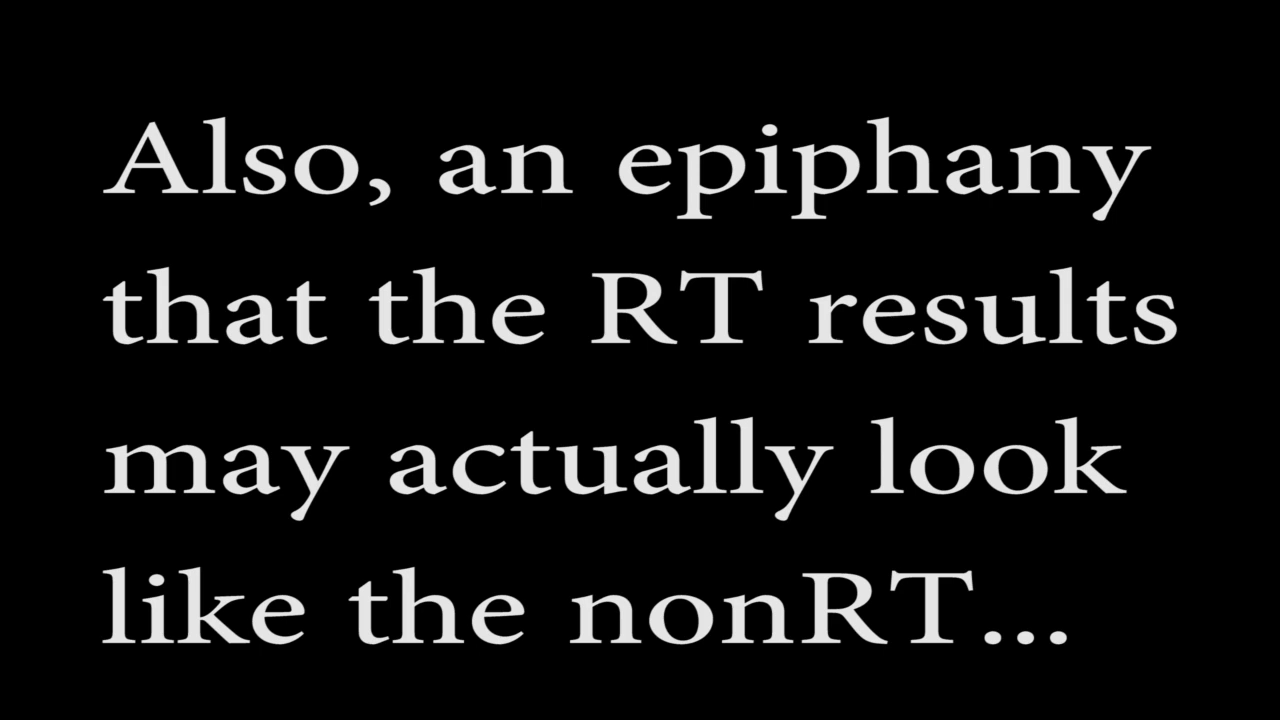 Also, an epiphany
that the RT results
may actually look
like the nonRT...